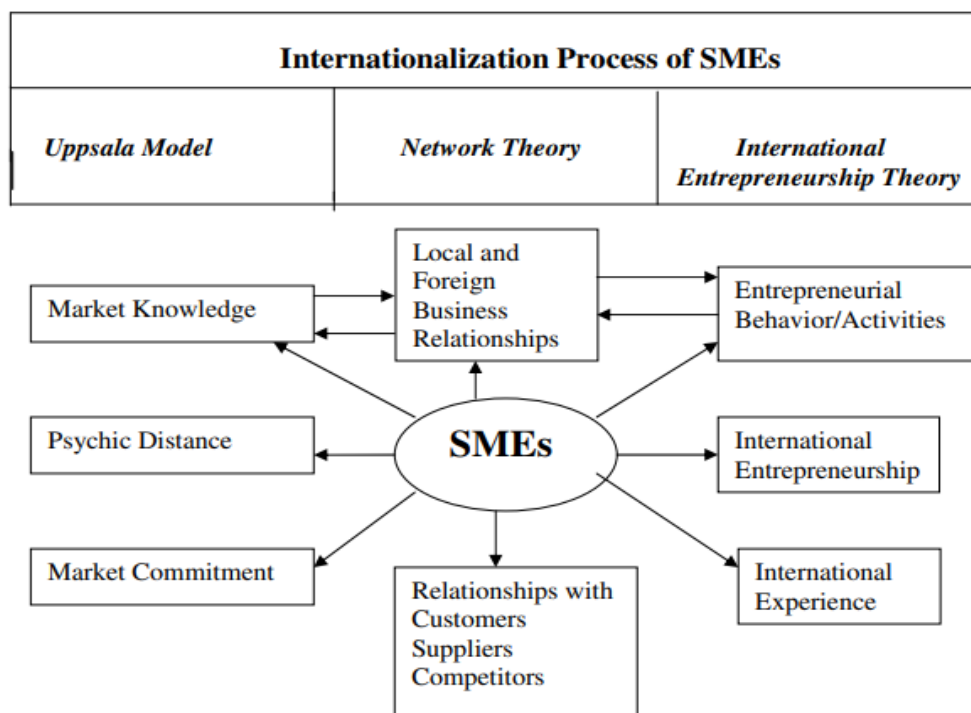 Internationalization Process of SMEs
Uppsala Model
Network Theory
International
Entrepreneurship Theory
Local and
Foreign
Business
Relationships
Market Knowledge
Entrepreneurial
Behavior/Activities
SMEs
Psychic Distance
International
Entrepreneurship
Market Commitment
Relationships with
Customers
Suppliers
Competitors
International
Experience